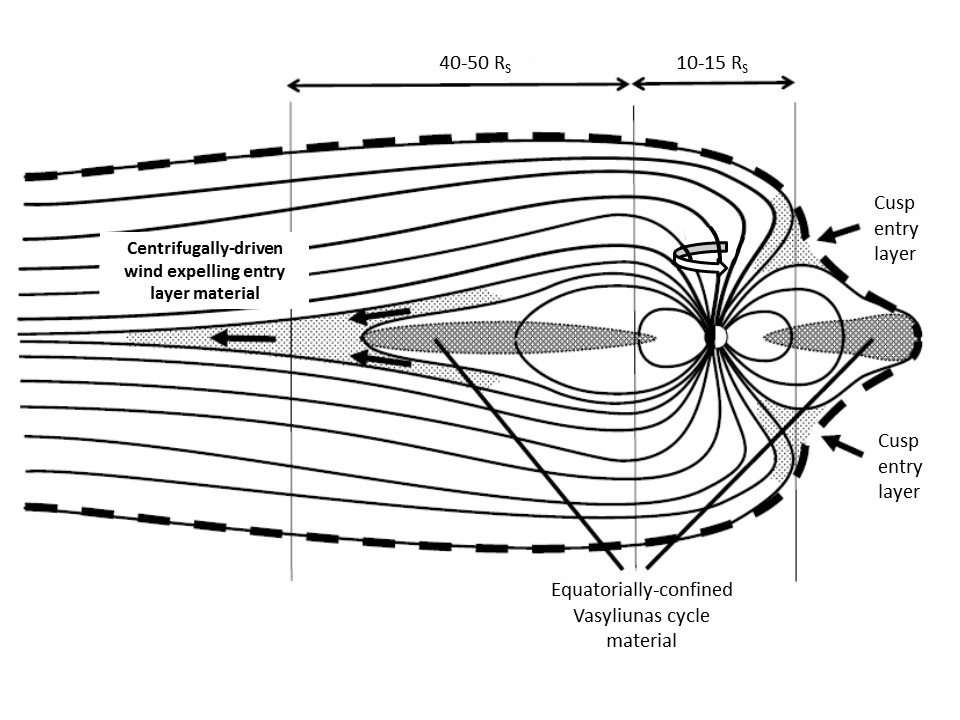 40-50 RS
10-15 RS
Cusp
entry
layer
Centrifugally-driven
wind expelling entry
layer material
Cusp
entry
layer
Equatorially-confined
Vasyliunas cycle
material